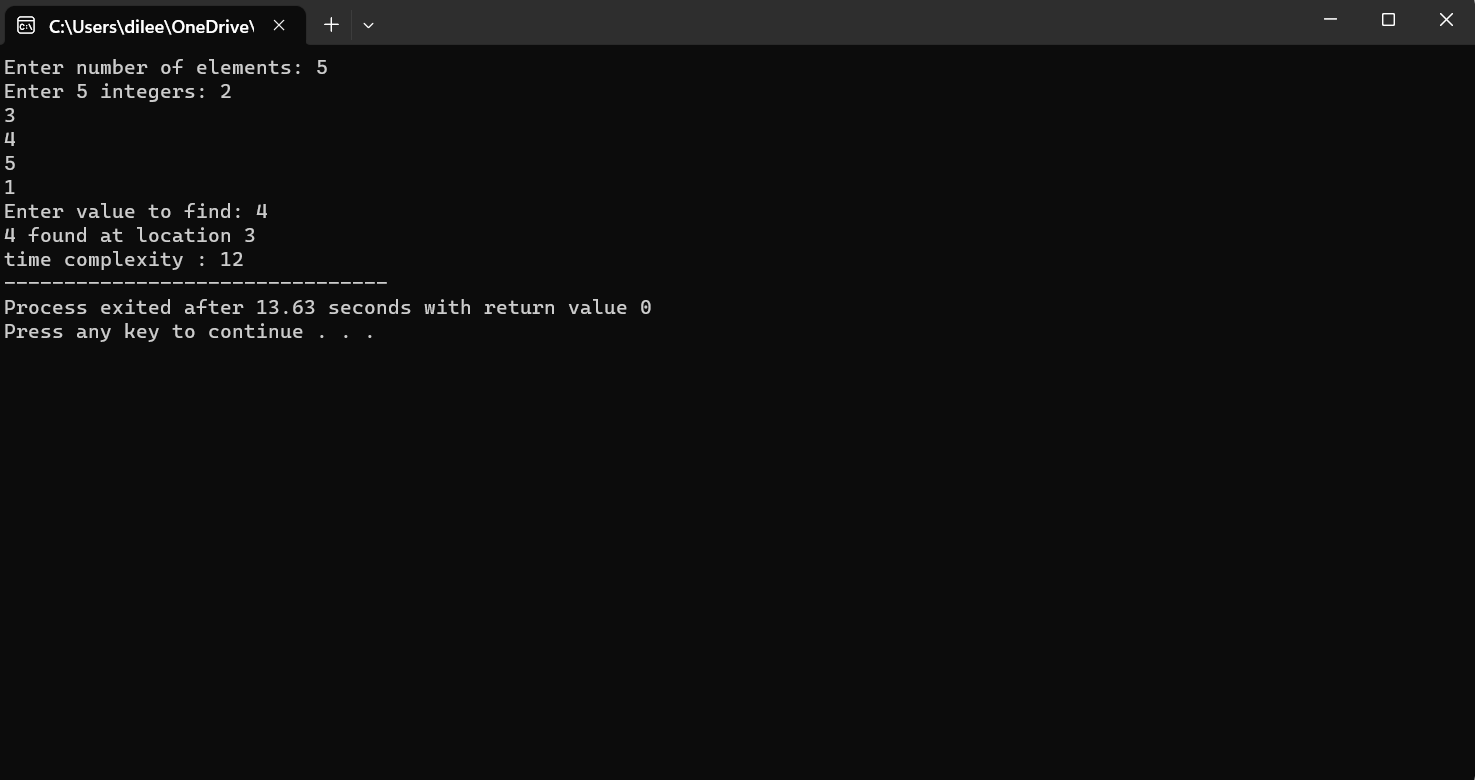 C:\Users\dilee\OneDrive\
Enter number of elements: 5
Enter 5 integers: 2
3
4
5
1
Enter value to find: 4
4 found at location 3
time complexity : 12
--------------------------------
Process exited after 13.63 seconds with return value 0
Press any key to continue . . .